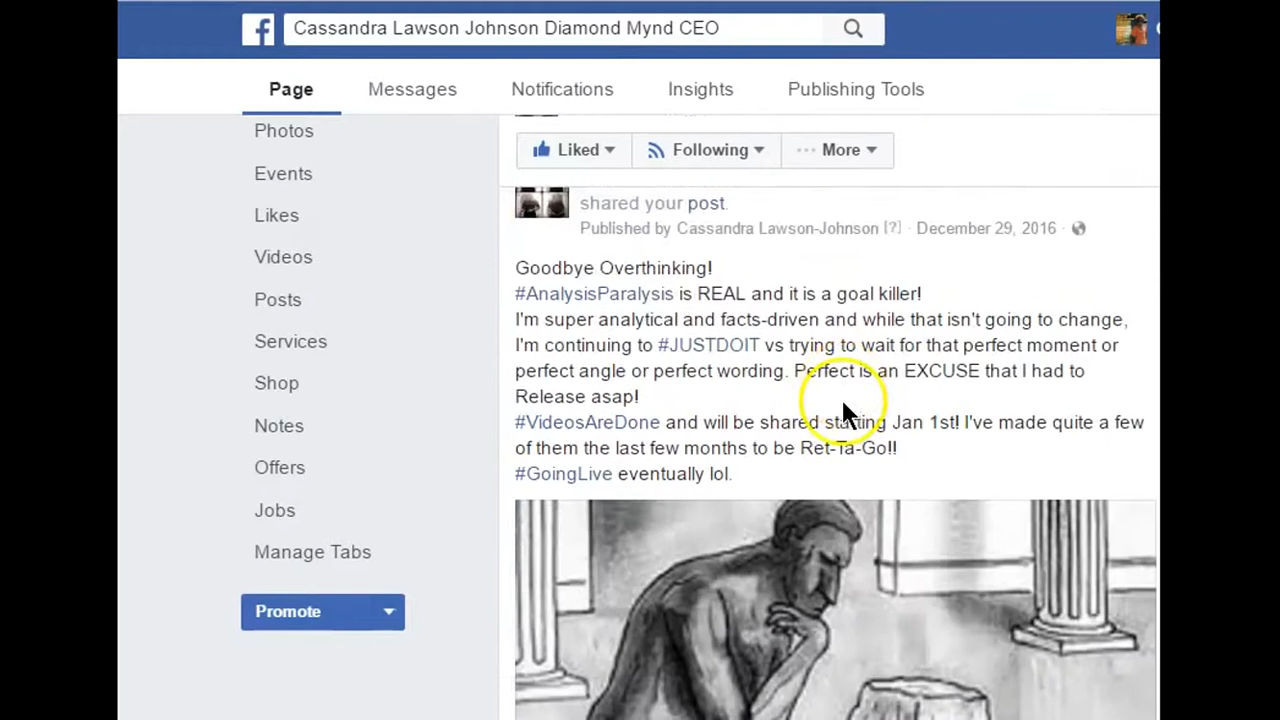 Cassandra Lawson Johnson Diamond Mynd CEO
Page Messages Notifications Insights Publishing Tools
Photos
Events
Likes
Videos
Posts
Services
Shop
Notes
Offers
Jobs
Manage Tabs
Promote
Liked Following ... More
shared your post.
Published by Cassandra Lawson-Johnson [?] · December 29, 2016 ·
Goodbye Overthinking!
#AnalysisParalysis is REAL and it is a goal killer!
I'm super analytical and facts-driven and while that isn't going to change,
I'm continuing to #JUSTDOIT vs trying to wait for that perfect moment or
perfect angle or perfect wording. Perfect is an EXCUSE that I had to
Release asap!
#VideosAreDone and will be shared starting Jan 1st! I've made quite a few
of them the last few months to be Ret-Ta-Go!!
#GoingLive eventually lol.